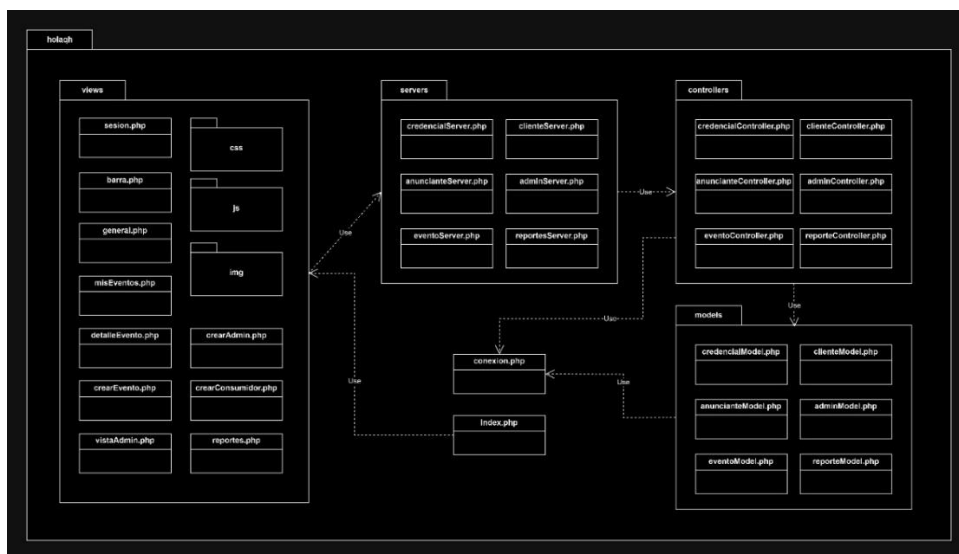 holaqh
views
sesion.php
css
barra.php
js
general.php
img
misEventos.php
detalleEvento.php
crearAdmin.php
crearEvento.php
crearConsumidor.php
vistaAdmin.php
reportes.php
Use
Use
servers
credencialServer.php
clienteServer.php
anuncianteServer.php
adminServer.php
eventoServer.php
reportesServer.php
Use
controllers
credencialController.php
clienteController.php
anuncianteController.php
adminController.php
eventoController.php
reporteController.php
Use
Use
conexion.php
Index.php
Use
models
credencialModel.php
clienteModel.php
anuncianteModel.php
adminModel.php
eventoModel.php
reporteModel.php